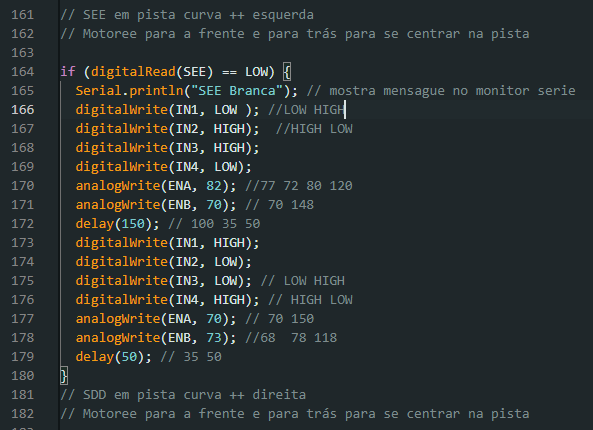 161 // SEE em pista curva ++ esquerda
162 // Motoree para a frente e para trás para se centrar na pista
163
164 if (digitalRead(SEE) == LOW) {
165 Serial.println("SEE Branca"); // mostra mensague no monitor serie
166 digitalWrite(IN1, LOW ); //LOW HIGH
167 digitalWrite(IN2, HIGH);  //HIGH LOW
168 digitalWrite(IN3, HIGH);
169 digitalWrite(IN4, LOW);
170 analogWrite(ENA, 82); //77 72 80 120
171 analogWrite(ENB, 70); // 70 148
172 delay(150); // 100 35 50
173 digitalWrite(IN1, HIGH);
174 digitalWrite(IN2, LOW);
175 digitalWrite(IN3, LOW); // LOW HIGH
176 digitalWrite(IN4, HIGH); // HIGH LOW
177 analogWrite(ENA, 70); // 70 150
178 analogWrite(ENB, 73); //68  78 118
179 delay(50); // 35 50
180 }
181 // SDD em pista curva ++ direita
182 // Motoree para a frente e para trás para se centrar na pista